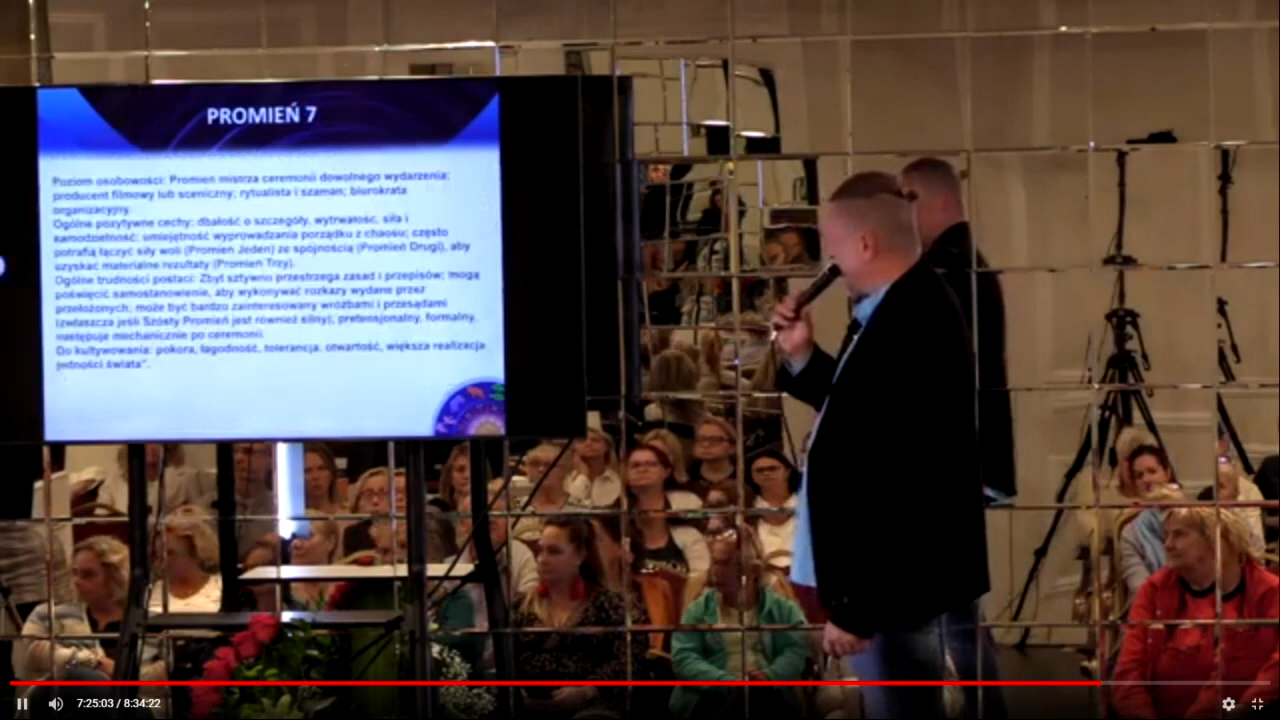 PROMIEŃ 7
Poziom osobowości: Promień mistrza ceremonii dowolnego wydarzenia;
producent filmowy lub sceniczny; rytualista i szaman; biurokrata
organizacyjny.
Ogólne pozytywne cechy: dbałość o szczegóły, wytrwałość, siła i
samodzielność; umiejętność wyprowadzania porządku z chaosu; często
potrafią łączyć siły woli (Promień Jeden) ze spójnością (Promień Drugi), aby
uzyskać materialne rezultaty (Promień Trzy).
Ogólne trudności postaci: Zbyt sztywno przestrzega zasad i przepisów; mogą
poświęcić samostanowienie, aby wykonywać rozkazy wydane przez
przełożonych; może być bardzo zainteresowany wróżbami i przesądami
(zwłaszcza jeśli Szósty Promień jest również silny); pretensjonalny, formalny,
następuje mechanicznie po ceremonii.
Do kultywowania: pokora, łagodność, tolerancja, otwartość, większa realizacja
jedności świata".
7:25:03 / 8:34:22